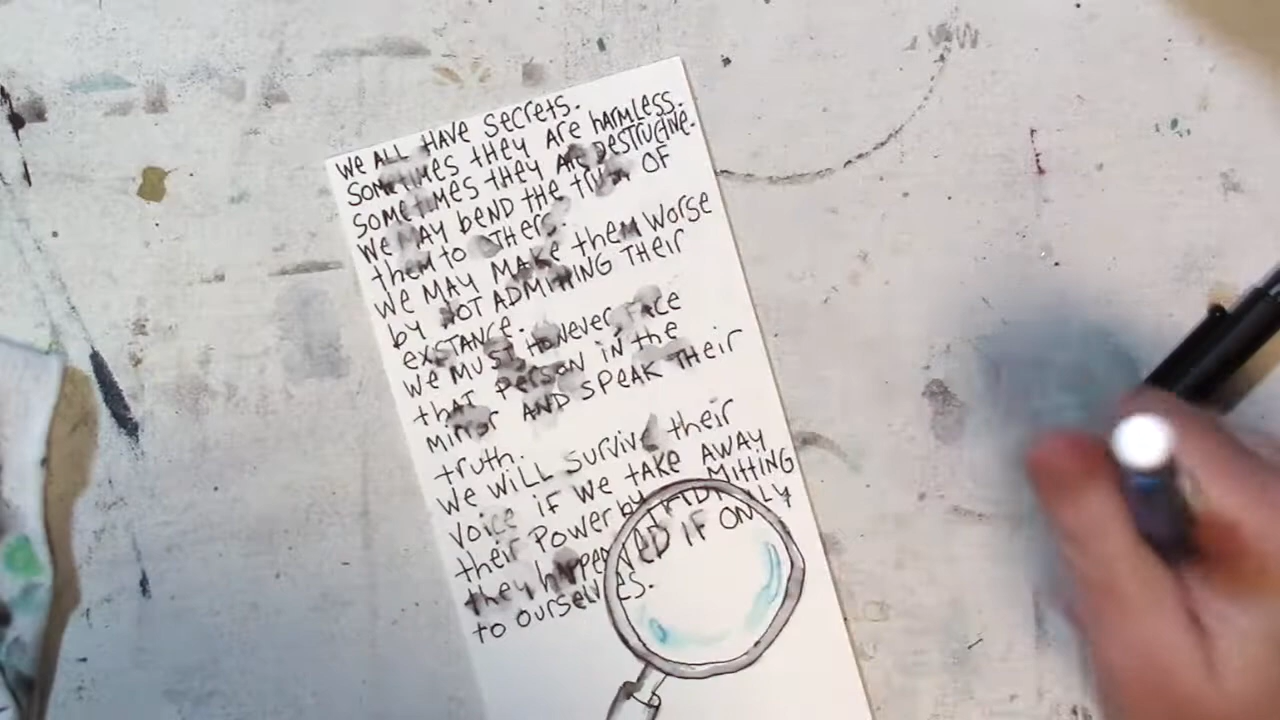 We ALL HAVe Secrets.
SOMETIMES tHEY ARe HARMLeSS.
SOMETIMES tHEY ARe DESTRUCtIVe.
We MAY bEND tHE trUtH OF
tHEM to OTHErS.
We MAY MAKe tHeM WOrSe
by NOT ADMITTING THEir
exISTANce.
We MUST, HOWever, FACe
tHAT PERSON IN tHe
Mirror AND SPeAK THeir
trutH.
We WiLL SUrVIVe tHeir
VOiCe iF We tAKe AWAY
tHeir POWer by ADMITTING
tHey HAPPeNED IF ONLY
to OUrSeLVES.